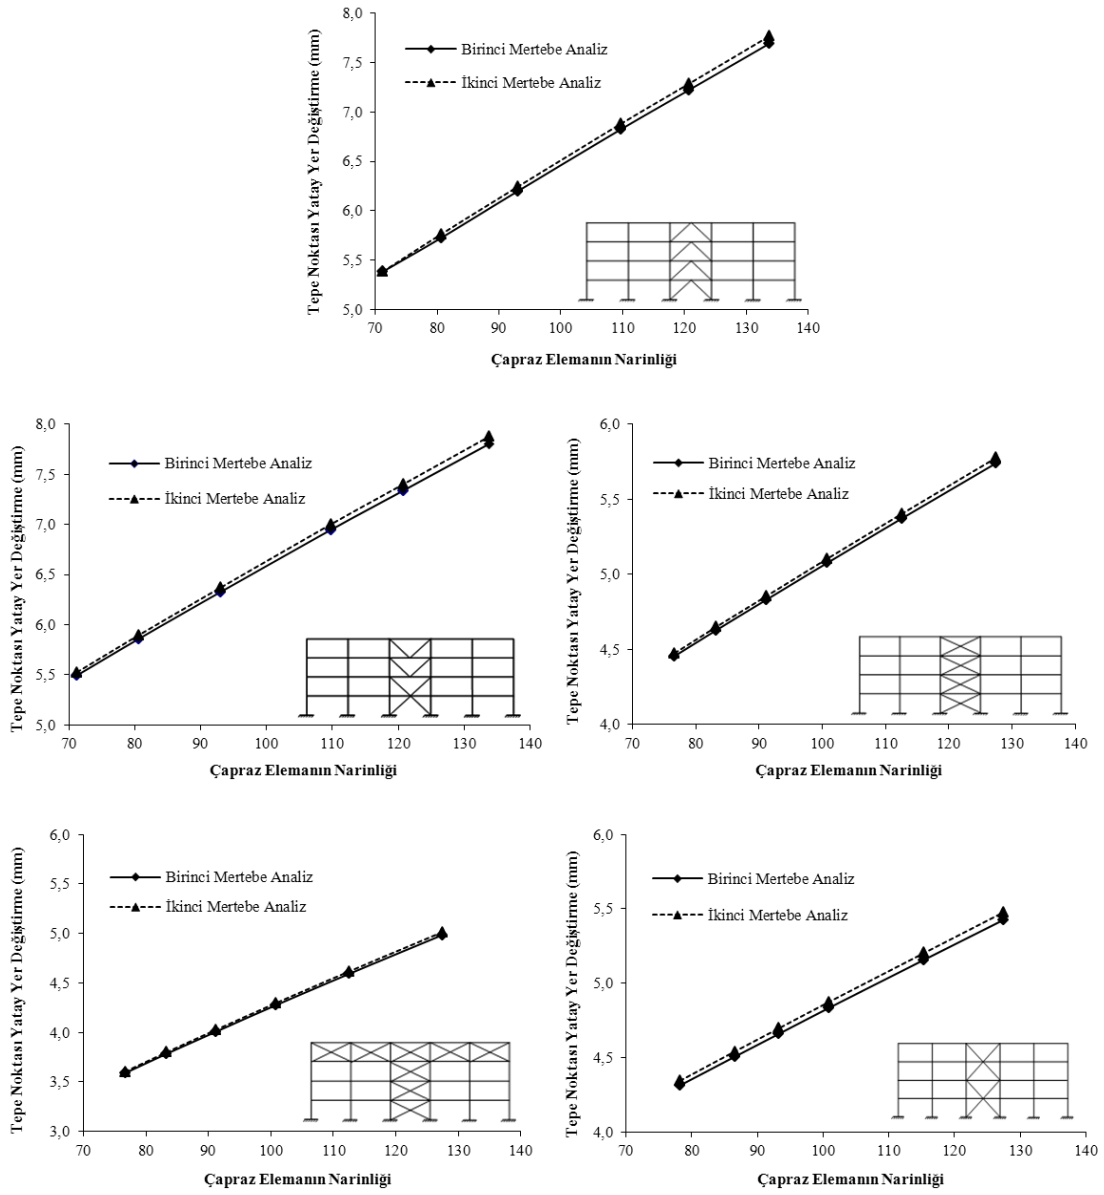 Tepe Noktası Yatay Yer Değiştirme (mm)
8,0
7,5
7,0
6,5
6,0
5,5
5,0
Birinci Mertebe Analiz
İkinci Mertebe Analiz
70 80 90 100 110 120 130 140
Çapraz Elemanın Narinliği
Tepe Noktası Yatay Yer Değiştirme (mm)
8,0
7,5
7,0
6,5
6,0
5,5
5,0
Birinci Mertebe Analiz
İkinci Mertebe Analiz
70 80 90 100 110 120 130 140
Çapraz Elemanın Narinliği
Tepe Noktası Yatay Yer Değiştirme (mm)
6,0
5,5
5,0
4,5
4,0
Birinci Mertebe Analiz
İkinci Mertebe Analiz
70 80 90 100 110 120 130 140
Çapraz Elemanın Narinliği
Tepe Noktası Yatay Yer Değiştirme (mm)
6,0
5,5
5,0
4,5
4,0
3,5
3,0
Birinci Mertebe Analiz
İkinci Mertebe Analiz
70 80 90 100 110 120 130 140
Çapraz Elemanın Narinliği
Tepe Noktası Yatay Yer Değiştirme (mm)
6,0
5,5
5,0
4,5
4,0
Birinci Mertebe Analiz
İkinci Mertebe Analiz
70 80 90 100 110 120 130 140
Çapraz Elemanın Narinliği